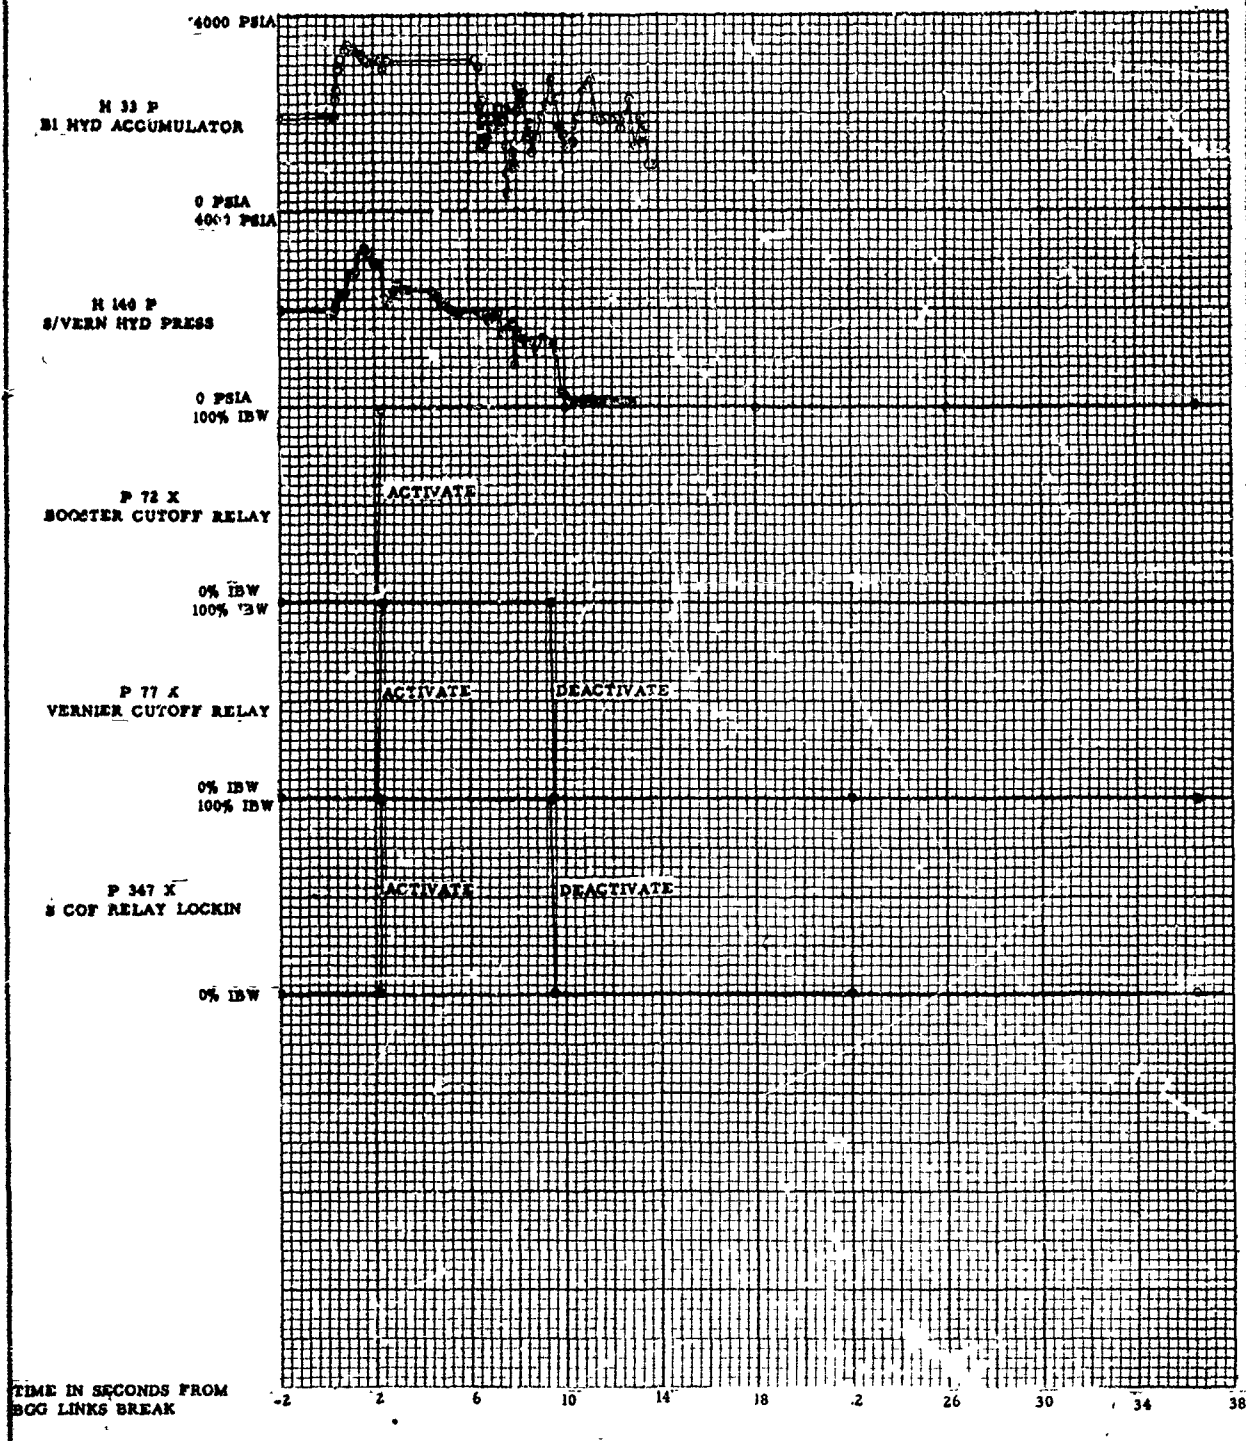 4000 PSIA
H 33 P
B1 HYD ACCUMULATOR
0 PSIA
4000 PSIA
H 140 P
S/VERN HYD PRESS
0 PSIA
100% IBW
P 72 X
BOOSTER CUTOFF RELAY
ACTIVATE
0% IBW
100% IBW
P 77 X
VERNIER CUTOFF RELAY
ACTIVATE DEACTIVATE
0% IBW
100% IBW
P 347 X
S COF RELAY LOCKIN
ACTIVATE DEACTIVATE
0% IBW
TIME IN SECONDS FROM
BGG LINKS BREAK
-2 2 6 10 14 18 26 30 34 38